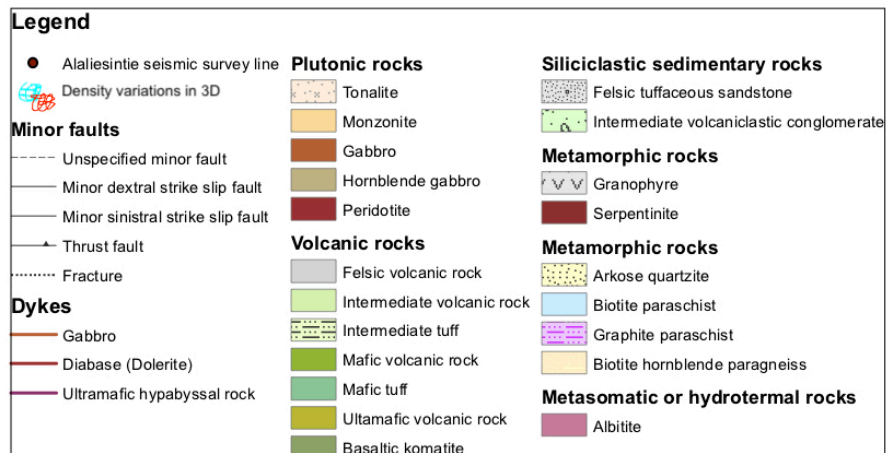 Legend
Alaliesintie seismic survey line
Density variations in 3D
Minor faults
Unspecified minor fault
Minor dextral strike slip fault
Minor sinistral strike slip fault
Thrust fault
Fracture
Dykes
Gabbro
Diabase (Dolerite)
Ultramafic hypabyssal rock
Plutonic rocks
Tonalite
Monzonite
Gabbro
Hornblende gabbro
Peridotite
Volcanic rocks
Felsic volcanic rock
Intermediate volcanic rock
Intermediate tuff
Mafic volcanic rock
Mafic tuff
Ultamafic volcanic rock
Basaltic komatite
Siliciclastic sedimentary rocks
Felsic tuffaceous sandstone
Intermediate volcaniclastic conglomerate
Metamorphic rocks
Granophyre
Serpentinite
Metamorphic rocks
Arkose quartzite
Biotite paraschist
Graphite paraschist
Biotite hornblende paragneiss
Metasomatic or hydrotermal rocks
Albitite